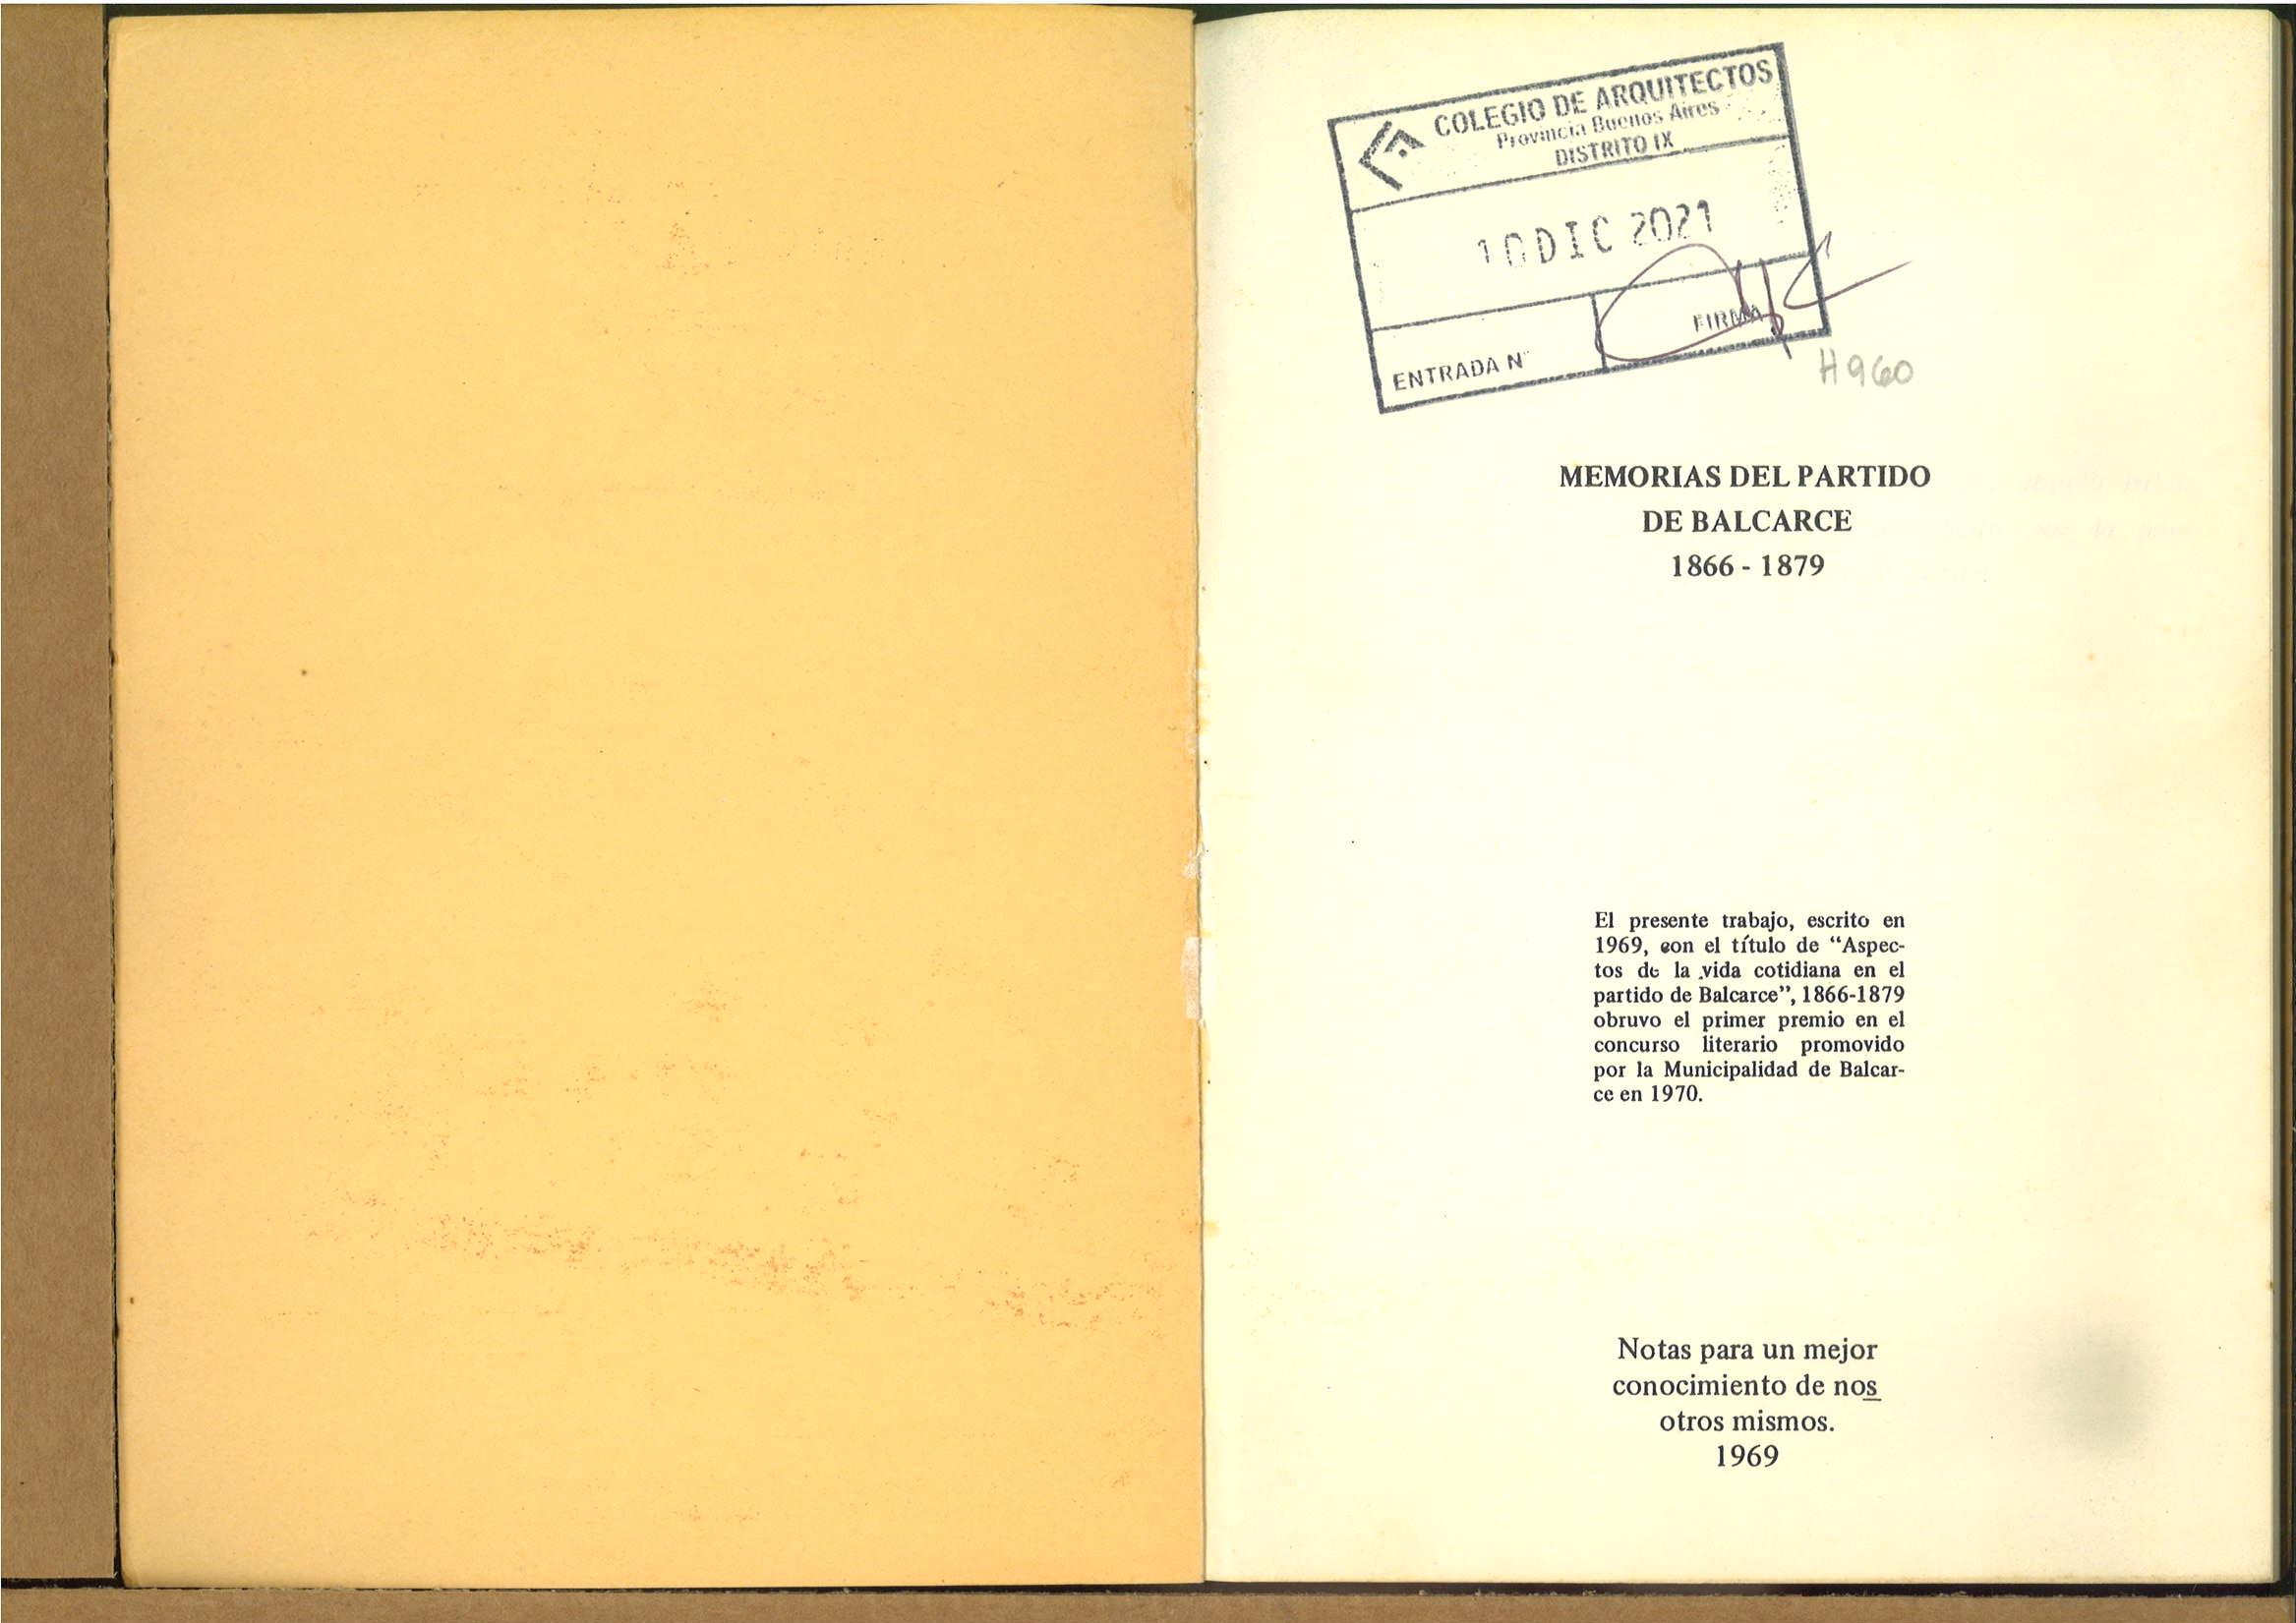 COLEGIO DE ARQUITECTOS
Provincia Buenos Aires
DISTRITO IX
10 DIC 2021
FIRMA
ENTRADA N°
H960
MEMORIAS DEL PARTIDO
DE BALCARCE
1866 - 1879
El presente trabajo, escrito en
1969, con el título de “Aspec-
tos de la vida cotidiana en el
partido de Balcarce”, 1866-1879
obruvo el primer premio en el
concurso literario promovido
por la Municipalidad de Balcar-
ce en 1970.
Notas para un mejor
conocimiento de nos
otros mismos.
1969